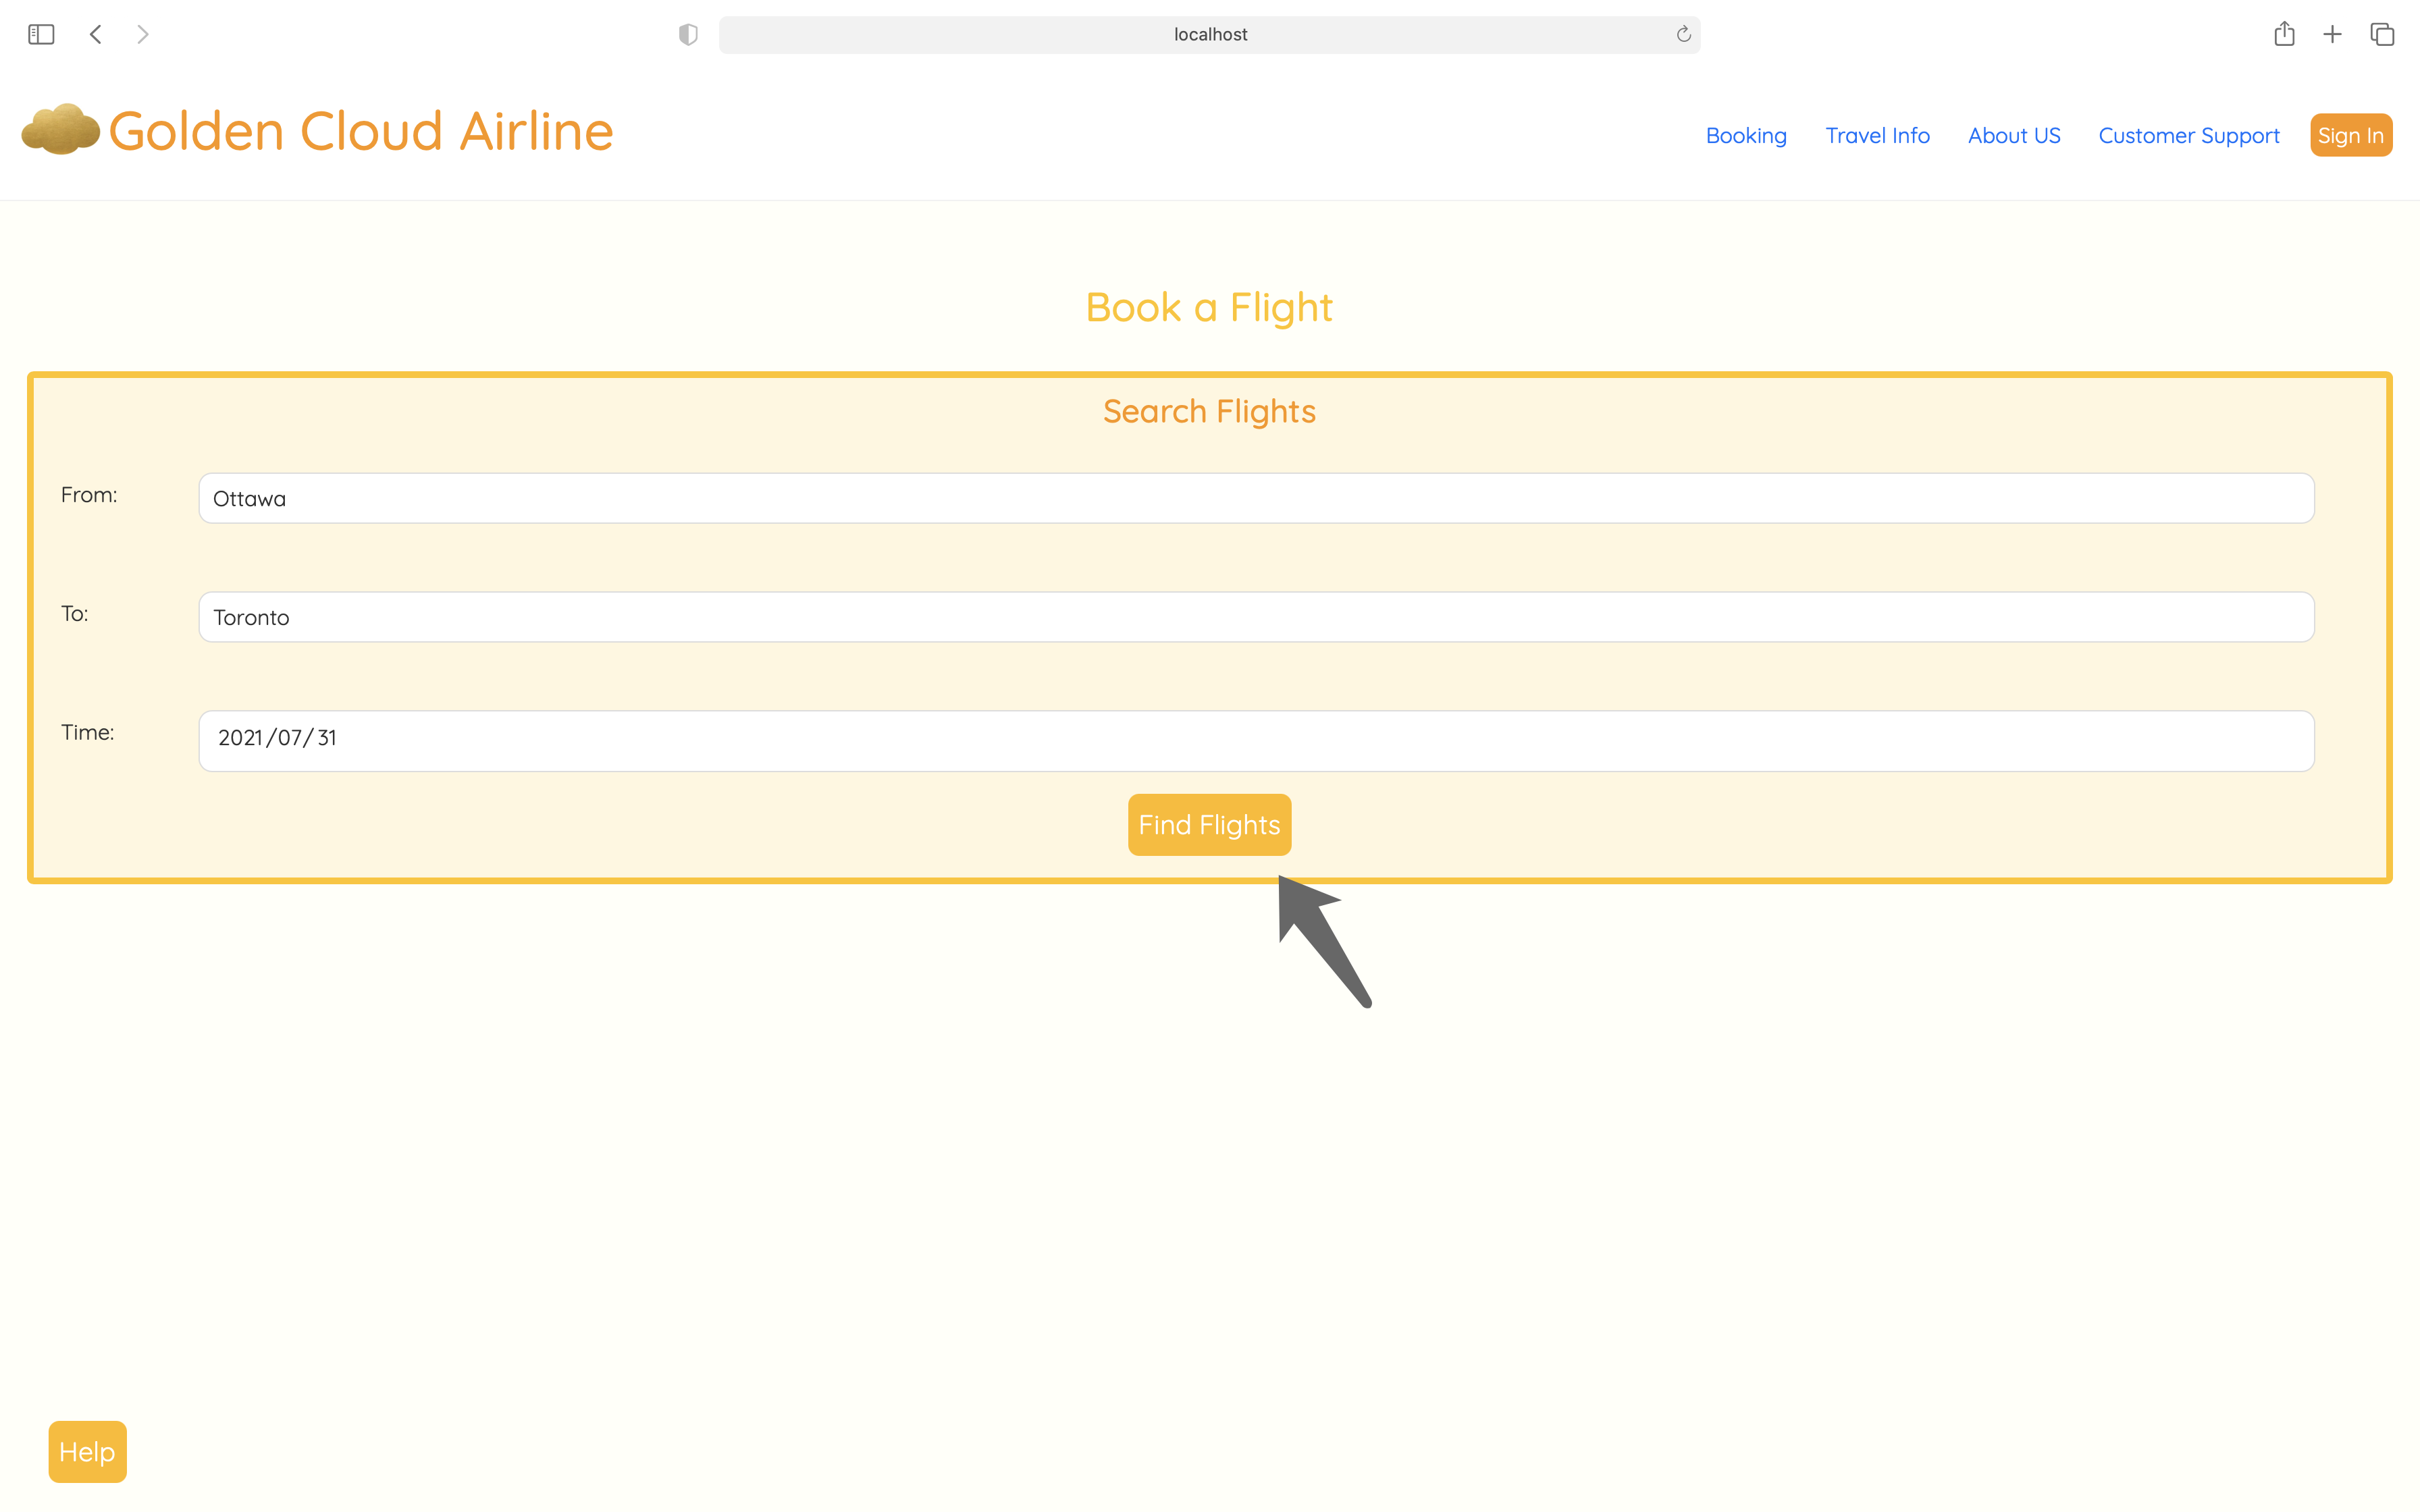 localhost
Golden Cloud Airline
Booking Travel Info About US Customer Support Sign In
Book a Flight
Search Flights
From: Ottawa
To: Toronto
Time: 2021/07/31
Find Flights
Help